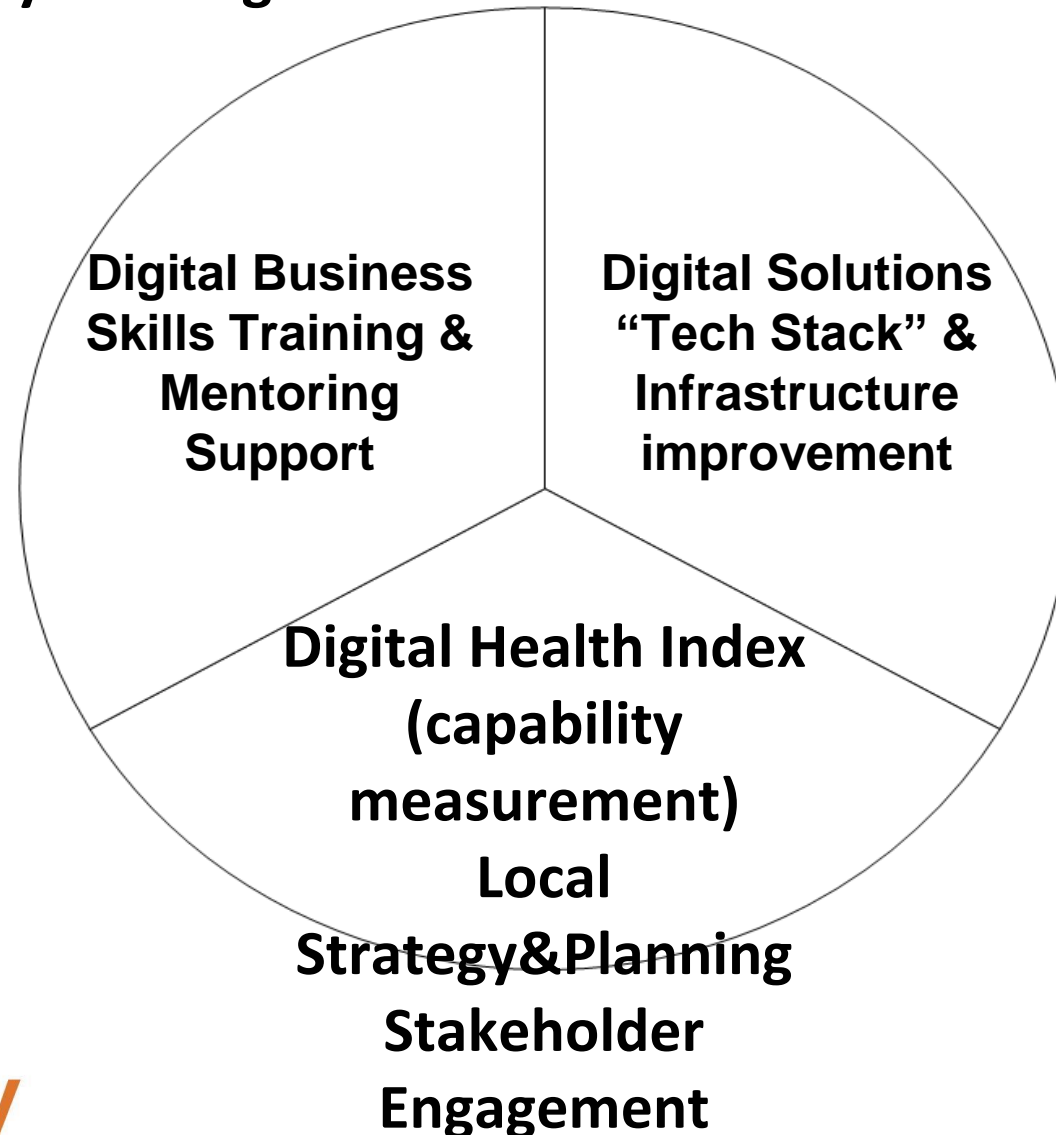 Digital Business
Skills Training &
Mentoring
Support
Digital Solutions
“Tech Stack” &
Infrastructure
improvement
Digital Health Index
(capability
measurement)
Local
Strategy&Planning
Stakeholder
Engagement